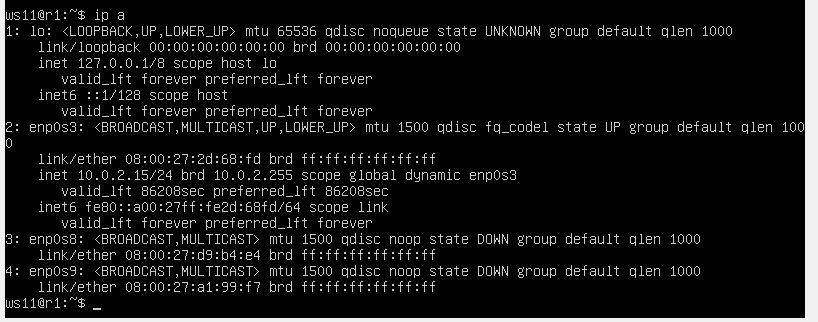 ws11@r1:~$ ip a
1: lo: <LOOPBACK,UP,LOWER_UP> mtu 65536 qdisc noqueue state UNKNOWN group default qlen 1000
    link/loopback 00:00:00:00:00:00 brd 00:00:00:00:00:00
    inet 127.0.0.1/8 scope host lo
       valid_lft forever preferred_lft forever
    inet6 ::1/128 scope host
       valid_lft forever preferred_lft forever
2: enp0s3: <BROADCAST,MULTICAST,UP,LOWER_UP> mtu 1500 qdisc fq_codel state UP group default qlen 100
0
    link/ether 08:00:27:2d:68:fd brd ff:ff:ff:ff:ff:ff
    inet 10.0.2.15/24 brd 10.0.2.255 scope global dynamic enp0s3
       valid_lft 86208sec preferred_lft 86208sec
    inet6 fe80::a00:27ff:fe2d:68fd/64 scope link
       valid_lft forever preferred_lft forever
3: enp0s8: <BROADCAST,MULTICAST> mtu 1500 qdisc noop state DOWN group default qlen 1000
    link/ether 08:00:27:d9:b4:e4 brd ff:ff:ff:ff:ff:ff
4: enp0s9: <BROADCAST,MULTICAST> mtu 1500 qdisc noop state DOWN group default qlen 1000
    link/ether 08:00:27:a1:99:f7 brd ff:ff:ff:ff:ff:ff
ws11@r1:~$ _